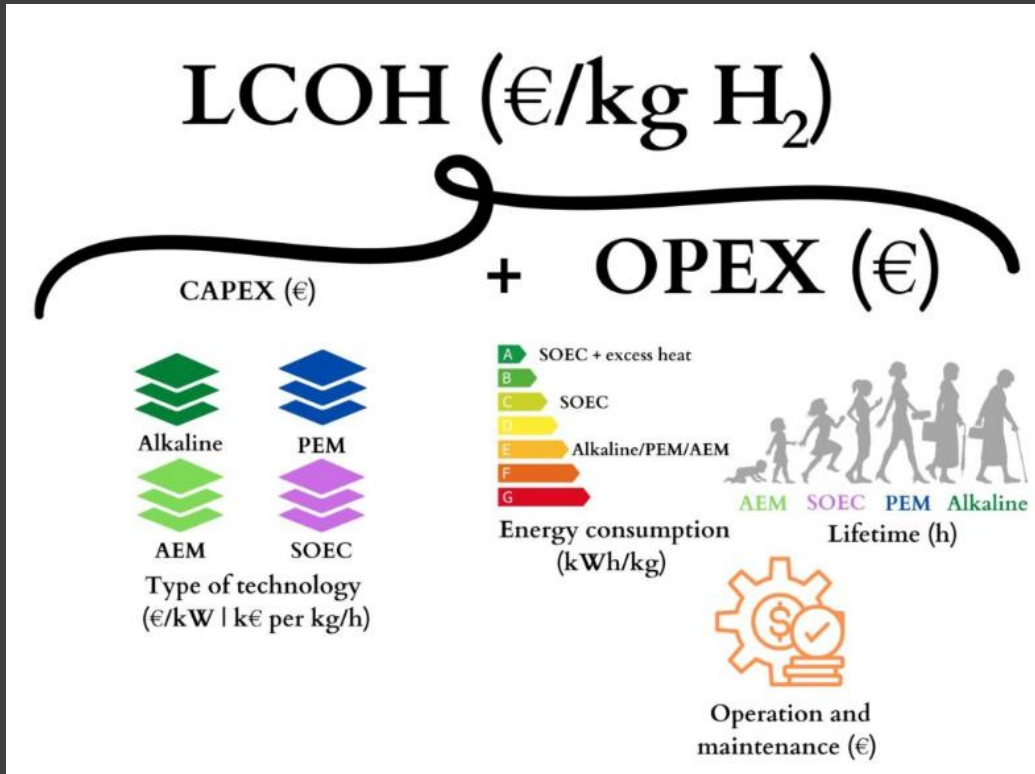 LCOH (€/kg H₂)
CAPEX (€)
+ OPEX (€)
Alkaline
PEM
AEM
SOEC
Type of technology
(€/kW | k€ per kg/h)
A SOEC + excess heat
B
C SOEC
D
E Alkaline/PEM/AEM
F
G
Energy consumption
(kWh/kg)
AEM SOEC PEM Alkaline
Lifetime (h)
$
Operation and
maintenance (€)